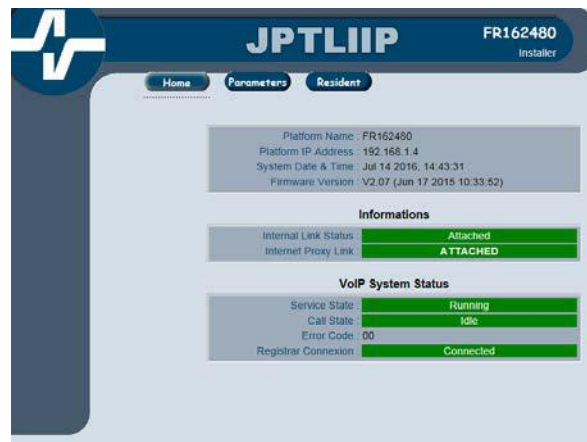 JPTLIIP
FR162480
Installer
Home Parameters Resident
Platform Name : FR162480
Platform IP Address : 192.168.1.4
System Date & Time : Jul 14 2016, 14:43:31
Firmware Version : V2.07 (Jun 17 2015 10:33:52)
Informations
Internal Link Status : Attached
Internet Proxy Link : ATTACHED
VoIP System Status
Service State : Running
Call State : Idle
Error Code : 00
Registrar Connexion : Connected